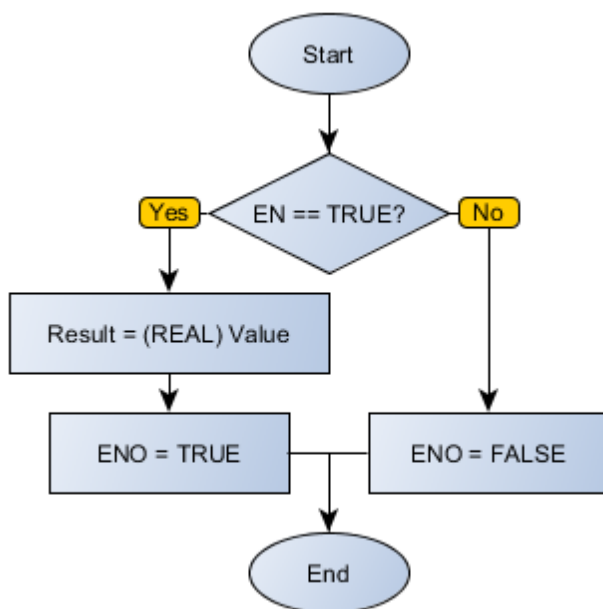 Start
EN == TRUE?
Yes
No
Result = (REAL) Value
ENO = TRUE
ENO = FALSE
End